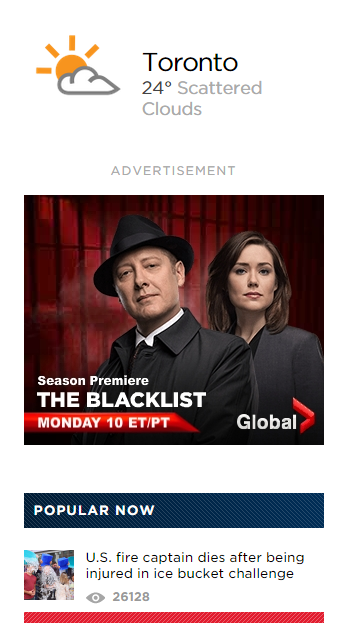 Toronto
24° Scattered
Clouds
ADVERTISEMENT
Season Premiere
THE BLACKLIST
MONDAY 10 ET/PT
Global
POPULAR NOW
U.S. fire captain dies after being
injured in ice bucket challenge
26128